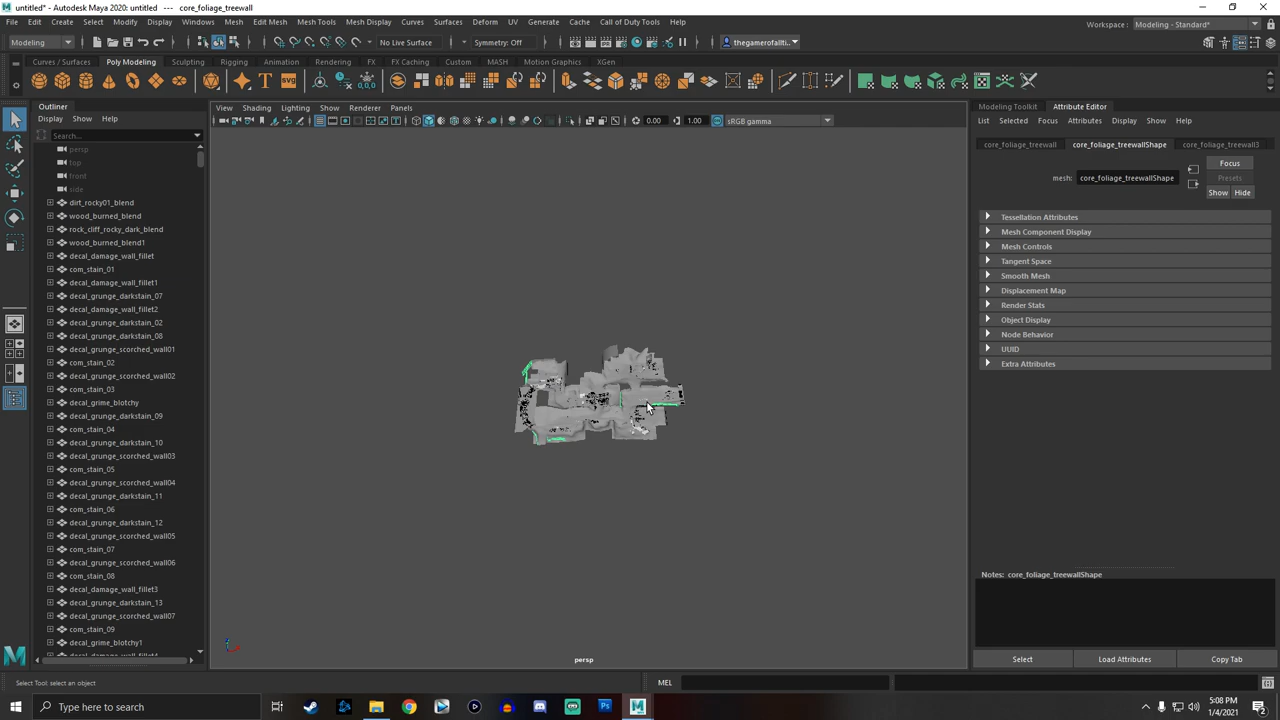 untitled* - Autodesk Maya 2020: untitled --- core_foliage_treewall
File Edit Create Select Modify Display Windows Mesh Edit Mesh Mesh Tools Mesh Display Curves Surfaces Deform UV Generate Cache Call of Duty Tools Help
Workspace : Modeling - Standard*
Modeling No Live Surface Symmetry: Off thegamerofallti...
Curves / Surfaces Poly Modeling Sculpting Rigging Animation Rendering FX FX Caching Custom MASH Motion Graphics XGen
SVG
Outliner
Display Show Help
Search...
persp
top
front
side
dirt_rocky01_blend
wood_burned_blend
rock_cliff_rocky_dark_blend
wood_burned_blend1
decal_damage_wall_fillet
com_stain_01
decal_damage_wall_fillet1
decal_grunge_darkstain_07
decal_damage_wall_fillet2
decal_grunge_darkstain_02
decal_grunge_darkstain_08
decal_grunge_scorched_wall01
com_stain_02
decal_grunge_scorched_wall02
com_stain_03
decal_grime_blotchy
decal_grunge_darkstain_09
com_stain_04
decal_grunge_darkstain_10
decal_grunge_scorched_wall03
com_stain_05
decal_grunge_scorched_wall04
decal_grunge_darkstain_11
com_stain_06
decal_grunge_darkstain_12
decal_grunge_scorched_wall05
com_stain_07
decal_grunge_scorched_wall06
com_stain_08
decal_damage_wall_fillet3
decal_grunge_darkstain_13
decal_grunge_scorched_wall07
com_stain_09
decal_grime_blotchy1
decal_damage_wall_fillet4
View Shading Lighting Show Renderer Panels
0.00 1.00 sRGB gamma
persp
Modeling Toolkit Attribute Editor
List Selected Focus Attributes Display Show Help
core_foliage_treewall core_foliage_treewallShape core_foliage_treewall3
Focus
mesh: core_foliage_treewallShape Presets
Show Hide
Tessellation Attributes
Mesh Component Display
Mesh Controls
Tangent Space
Smooth Mesh
Displacement Map
Render Stats
Object Display
Node Behavior
UUID
Extra Attributes
Notes: core_foliage_treewallShape
Select Load Attributes Copy Tab
Select Tool: select an object
MEL
Type here to search
5:08 PM
1/4/2021